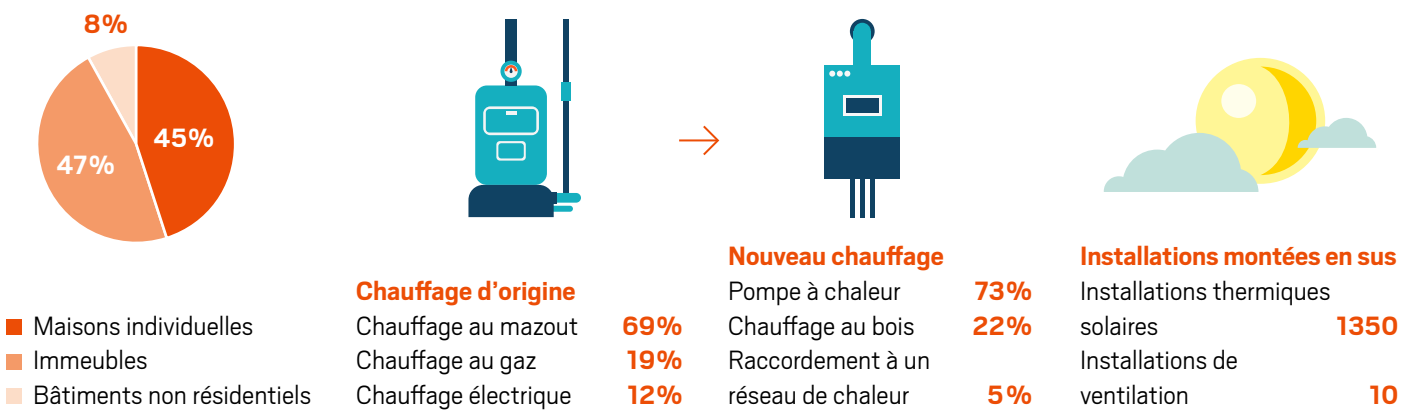 8%
45%
47%
Maisons individuelles
Immeubles
Bâtiments non résidentiels
Chauffage d’origine
Chauffage au mazout 69%
Chauffage au gaz 19%
Chauffage électrique 12%
Nouveau chauffage
Pompe à chaleur 73%
Chauffage au bois 22%
Raccordement à un
réseau de chaleur 5%
Installations montées en sus
Installations thermiques
solaires 1350
Installations de
ventilation 10